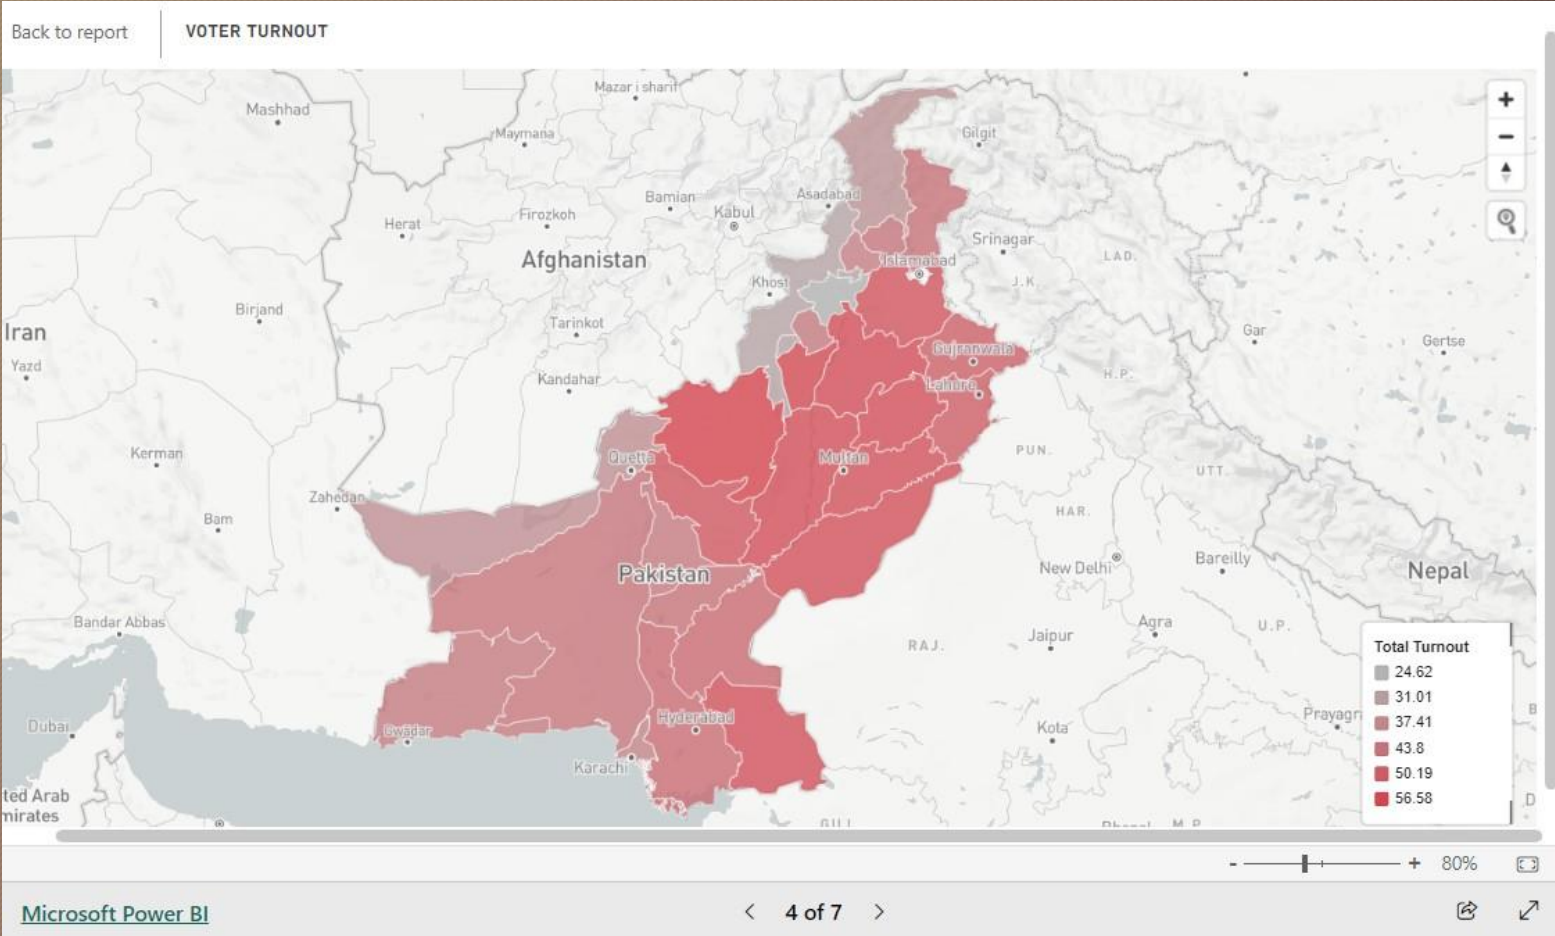 Back to report
VOTER TURNOUT
Mazar i sharif
Mashhad
Maymana
Gilgit
Asadabad
Bamian
Kabul
Herat
Firozkoh
Srinagar
LAD.
Afghanistan
Islamabad
Khost
J.K.
Birjand
Tarinkot
Gar
Gertse
Iran
Gujranwala
Yazd
Kandahar
H.P.
Lahore
Kerman
Quetta
Multan
PUN.
UTT.
Zahedan
Bam
HAR.
Pakistan
New Delhi
Bareilly
Nepal
Bandar Abbas
Agra
U.P.
RAJ.
Jaipur
Dubai
Gwadar
Hyderabad
Kota
Prayagr
B
Karachi
ted Arab
mirates
D
M.P.
Total Turnout
24.62
31.01
37.41
43.8
50.19
56.58
- + 80%
Microsoft Power BI
< 4 of 7 >